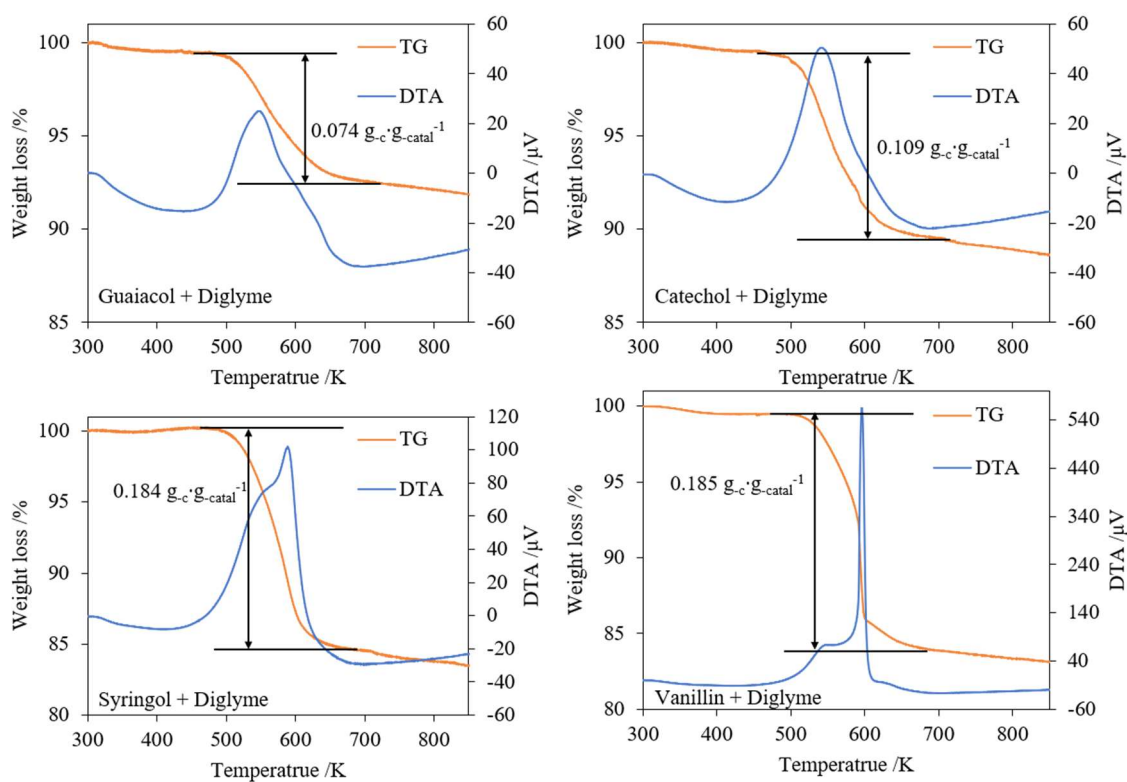 100
95
90
85
Weight loss /%
60
40
20
0
-20
-40
-60
DTA /µV
TG
DTA
0.074 g-c·g-catal-1
Guaiacol + Diglyme
300 400 500 600 700 800
Temperatrue /K
100
95
90
85
Weight loss /%
60
40
20
0
-20
-40
-60
DTA /µV
TG
DTA
0.109 g-c·g-catal-1
Catechol + Diglyme
300 400 500 600 700 800
Temperatrue /K
100
95
90
85
80
Weight loss /%
120
100
80
60
40
20
0
-20
-40
-60
DTA /µV
TG
DTA
0.184 g-c·g-catal-1
Syringol + Diglyme
300 400 500 600 700 800
Temperatrue /K
100
95
90
85
80
Weight loss /%
540
440
340
240
140
40
-60
DTA /µV
TG
DTA
0.185 g-c·g-catal-1
Vanillin + Diglyme
300 400 500 600 700 800
Temperatrue /K